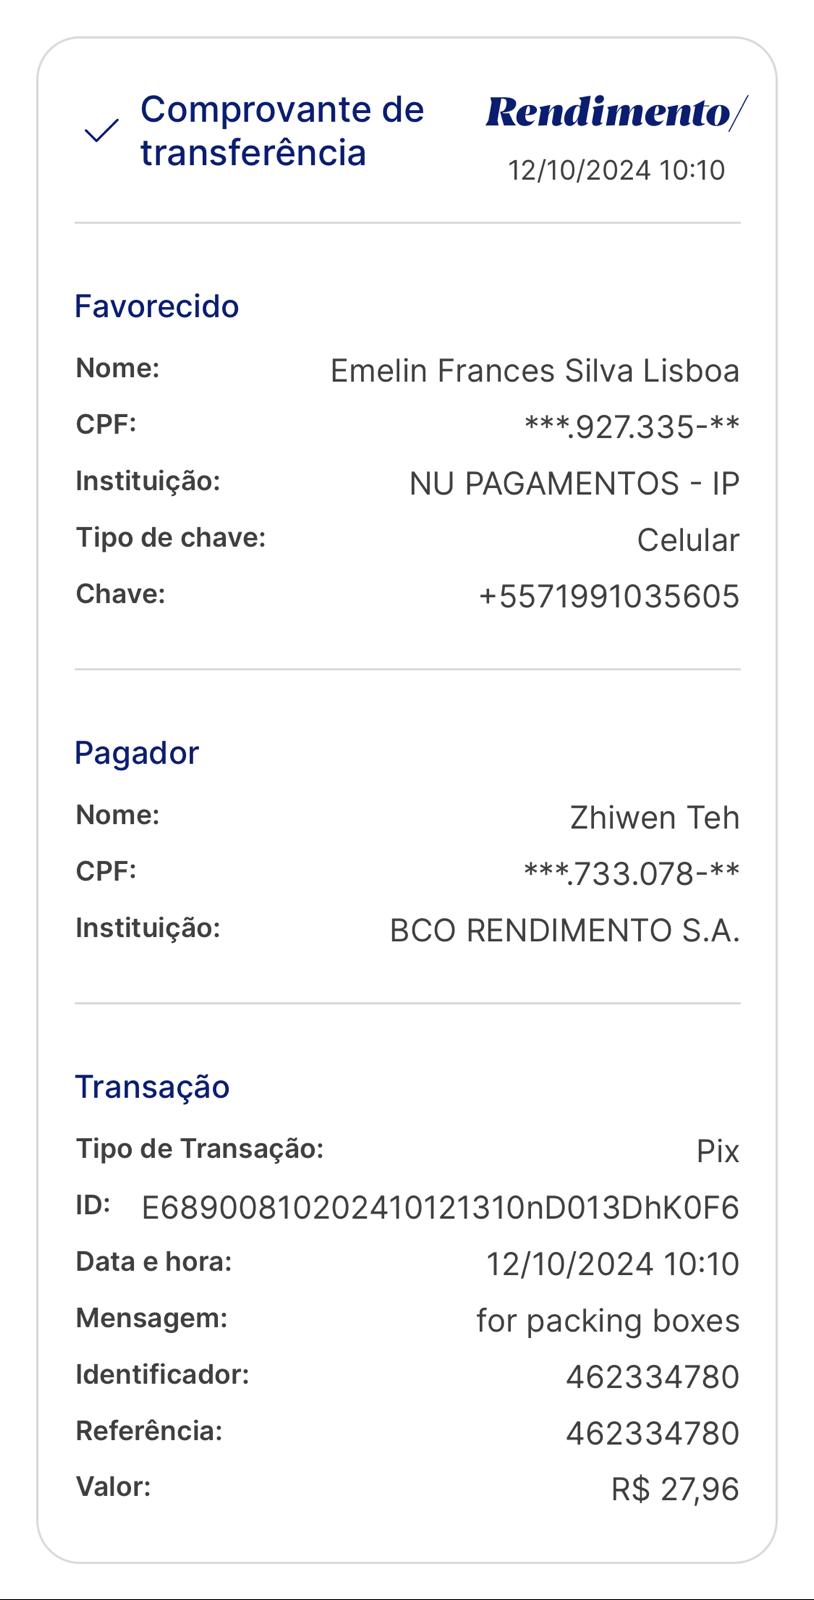 Comprovante de
transferência
Rendimento/
12/10/2024 10:10
Favorecido
Nome: Emelin Frances Silva Lisboa
CPF: ***.927.335-**
Instituição: NU PAGAMENTOS - IP
Tipo de chave: Celular
Chave: +5571991035605
Pagador
Nome: Zhiwen Teh
CPF: ***.733.078-**
Instituição: BCO RENDIMENTO S.A.
Transação
Tipo de Transação: Pix
ID: E68900810202410121310nD013DhK0F6
Data e hora: 12/10/2024 10:10
Mensagem: for packing boxes
Identificador: 462334780
Referência: 462334780
Valor: R$ 27,96